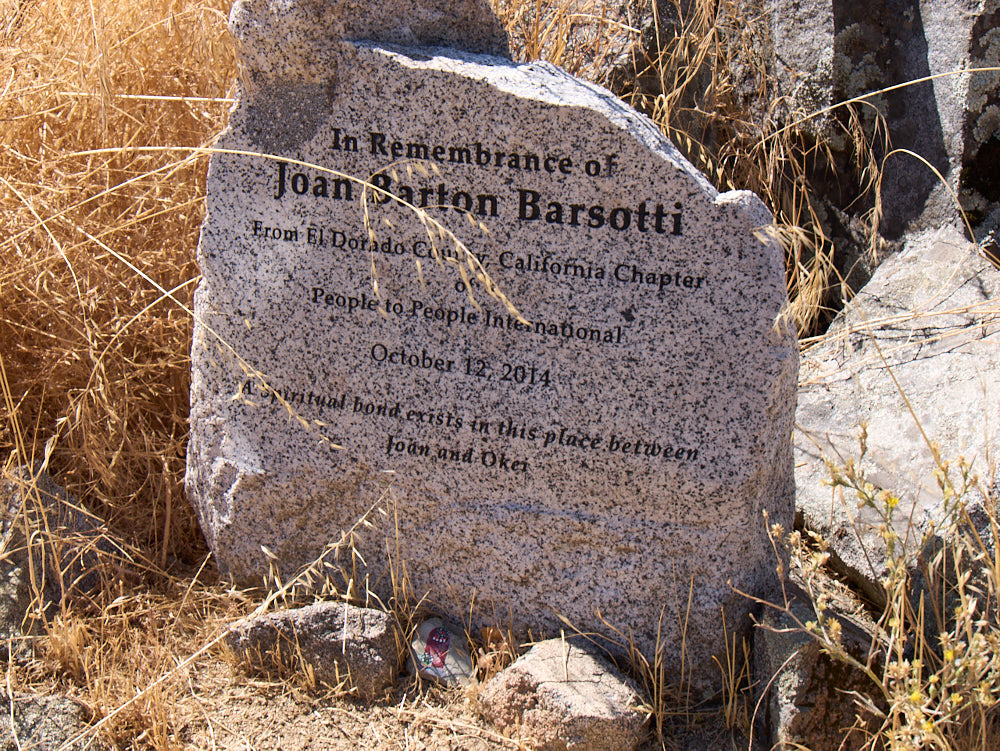 In Remembrance of
Joan Barton Barsotti
From El Dorado County, California Chapter
of
People to People International
October 12, 2014
A spiritual bond exists in this place between
Joan and Okei